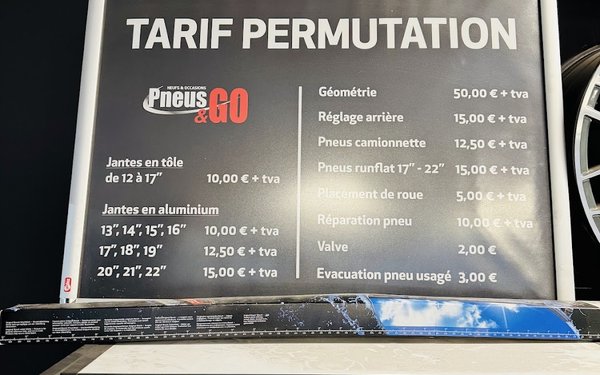 TARIF PERMUTATION
NEUFS & OCCASIONS
Pneus
&GO
Jantes en tôle
de 12 à 17" 10,00 € + tva
Jantes en aluminium
13", 14", 15", 16" 10,00 € + tva
17", 18", 19" 12,50 € + tva
20", 21", 22" 15,00 € + tva
Géométrie 50,00 € + tva
Réglage arrière 15,00 € + tva
Pneus camionnette 12,50 € + tva
Pneus runflat 17" - 22" 15,00 € + tva
Placement de roue 5,00 € + tva
Réparation pneu 10,00 € + tva
Valve 2,00 €
Evacuation pneu usagé 3,00 €